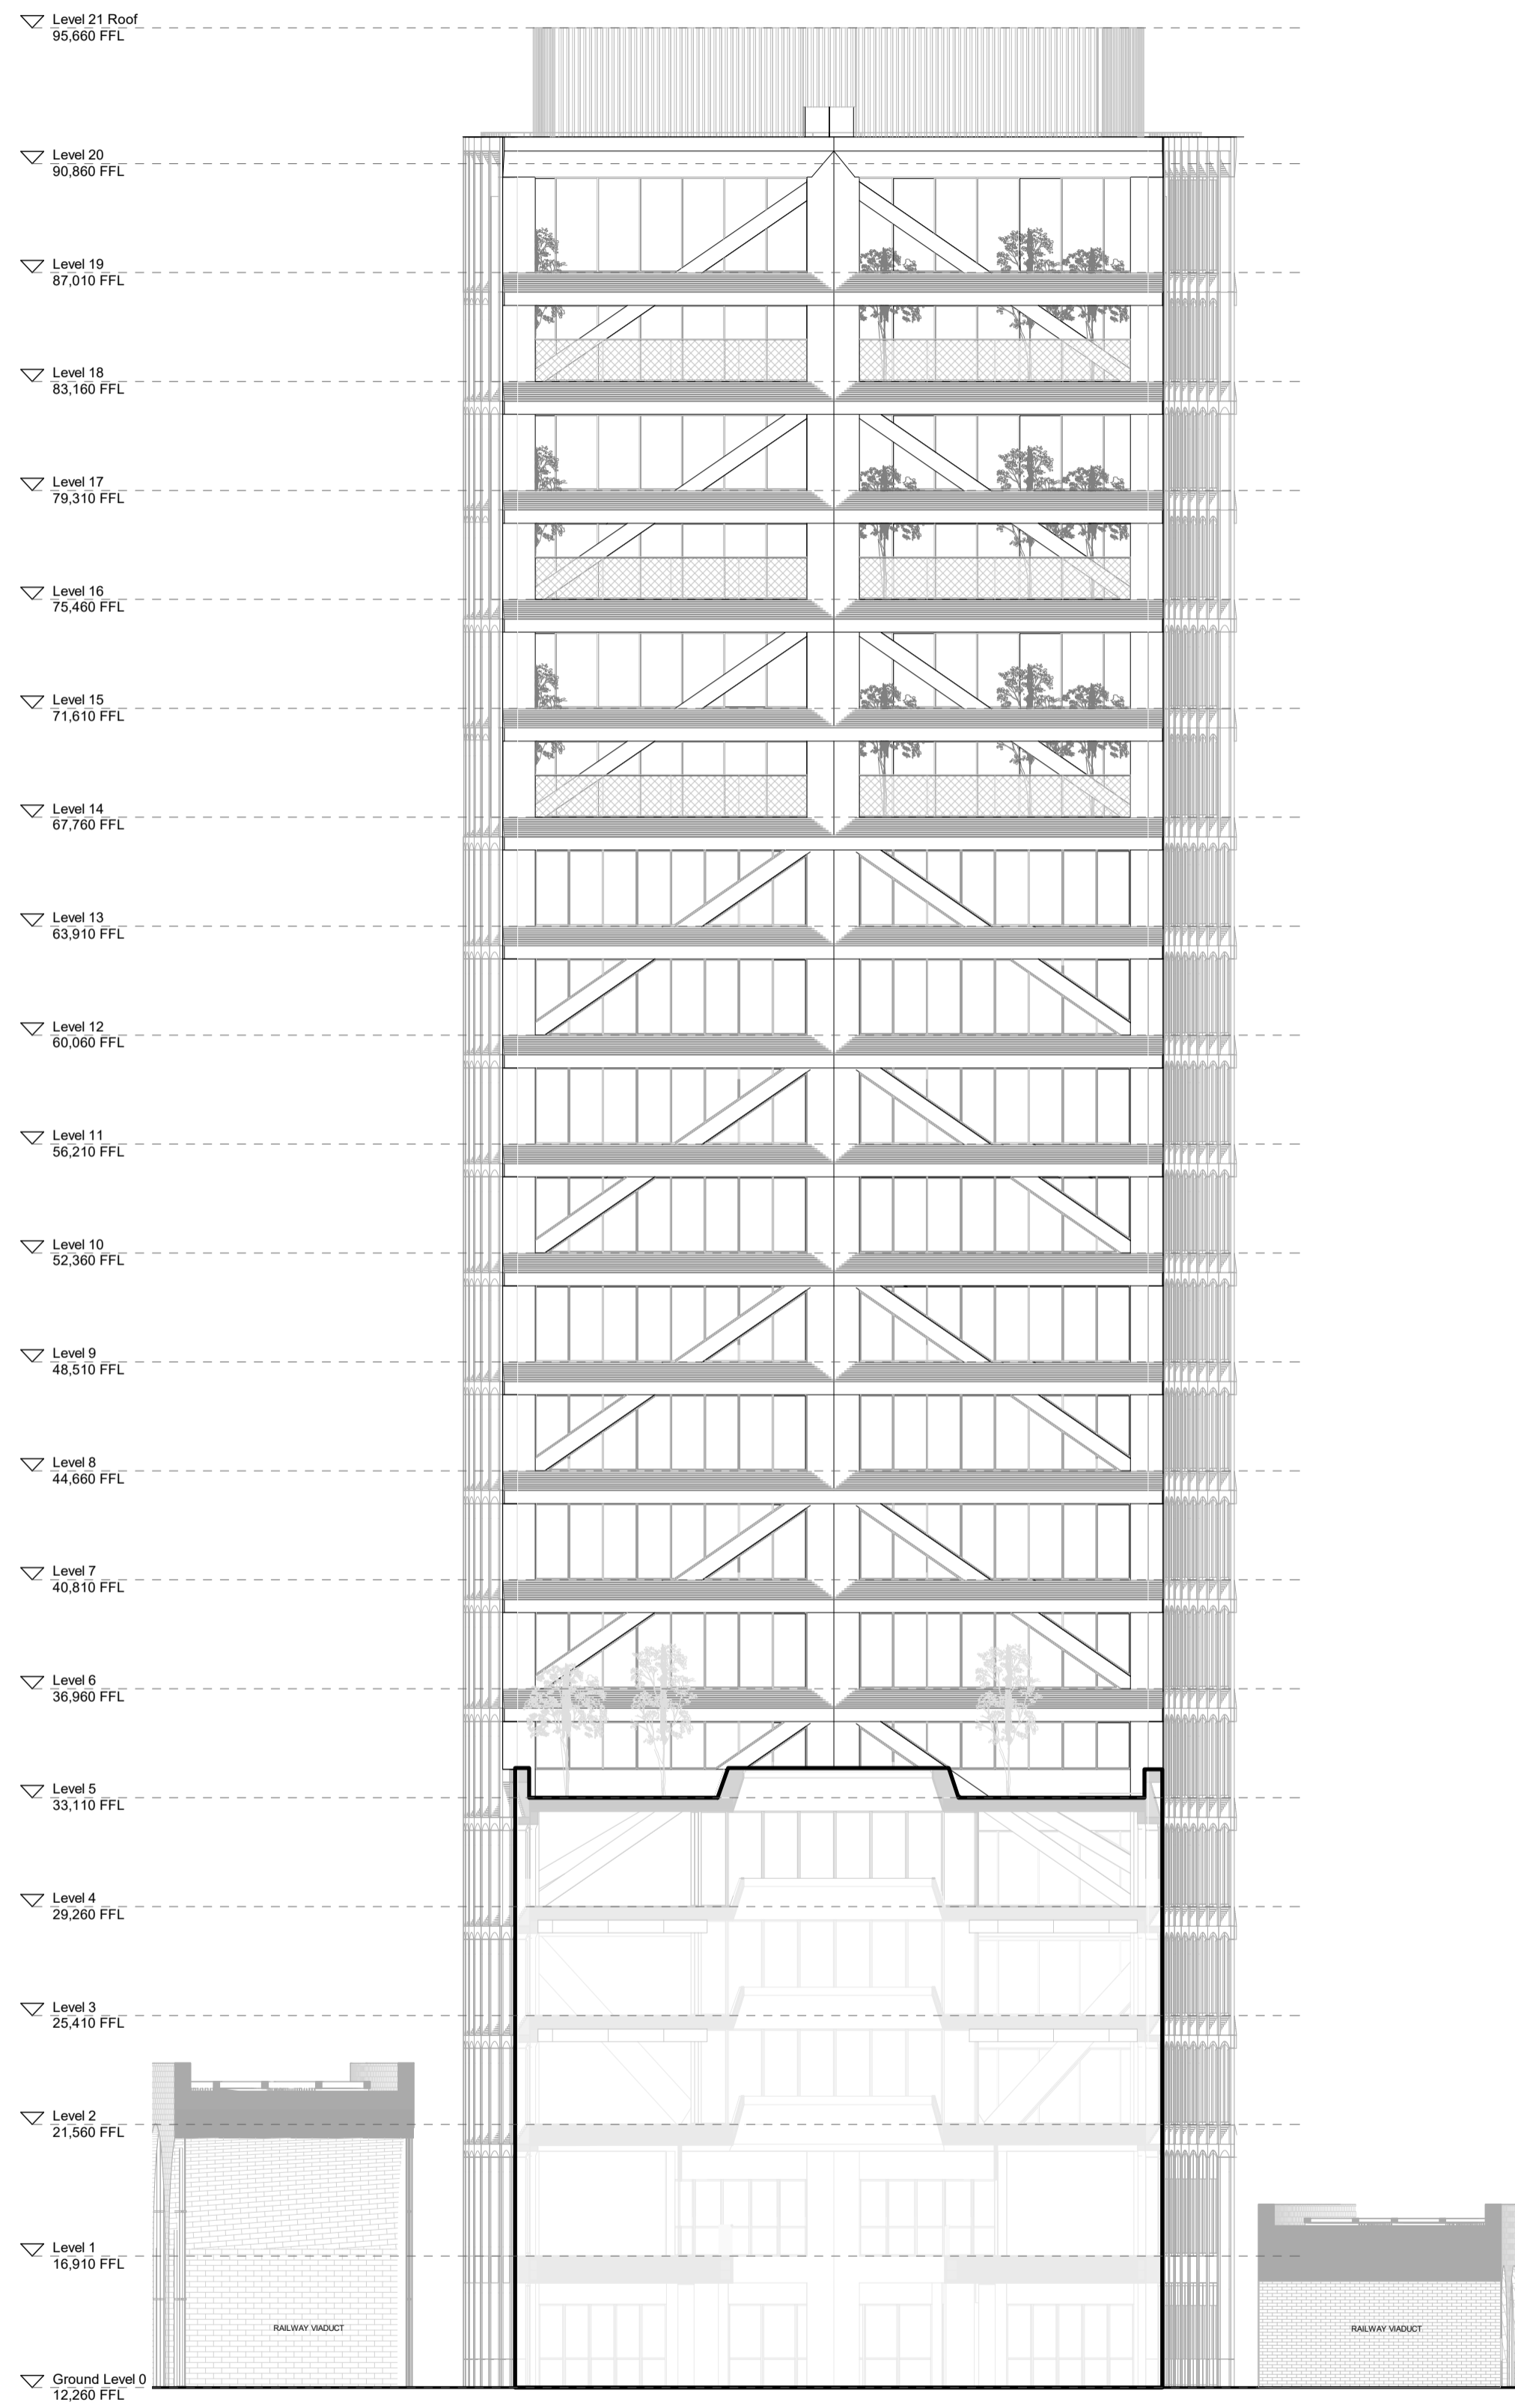 Level 21 Roof
95,660 FFL
Level 20
90,860 FFL
Level 19
87,010 FFL
Level 18
83,160 FFL
Level 17
79,310 FFL
Level 16
75,460 FFL
Level 15
71,610 FFL
Level 14
67,760 FFL
Level 13
63,910 FFL
Level 12
60,060 FFL
Level 11
56,210 FFL
Level 10
52,360 FFL
Level 9
48,510 FFL
Level 8
44,660 FFL
Level 7
40,810 FFL
Level 6
36,960 FFL
Level 5
33,110 FFL
Level 4
29,260 FFL
Level 3
25,410 FFL
Level 2
21,560 FFL
Level 1
16,910 FFL
RAILWAY VIADUCT
RAILWAY VIADUCT
Ground Level 0
12,260 FFL